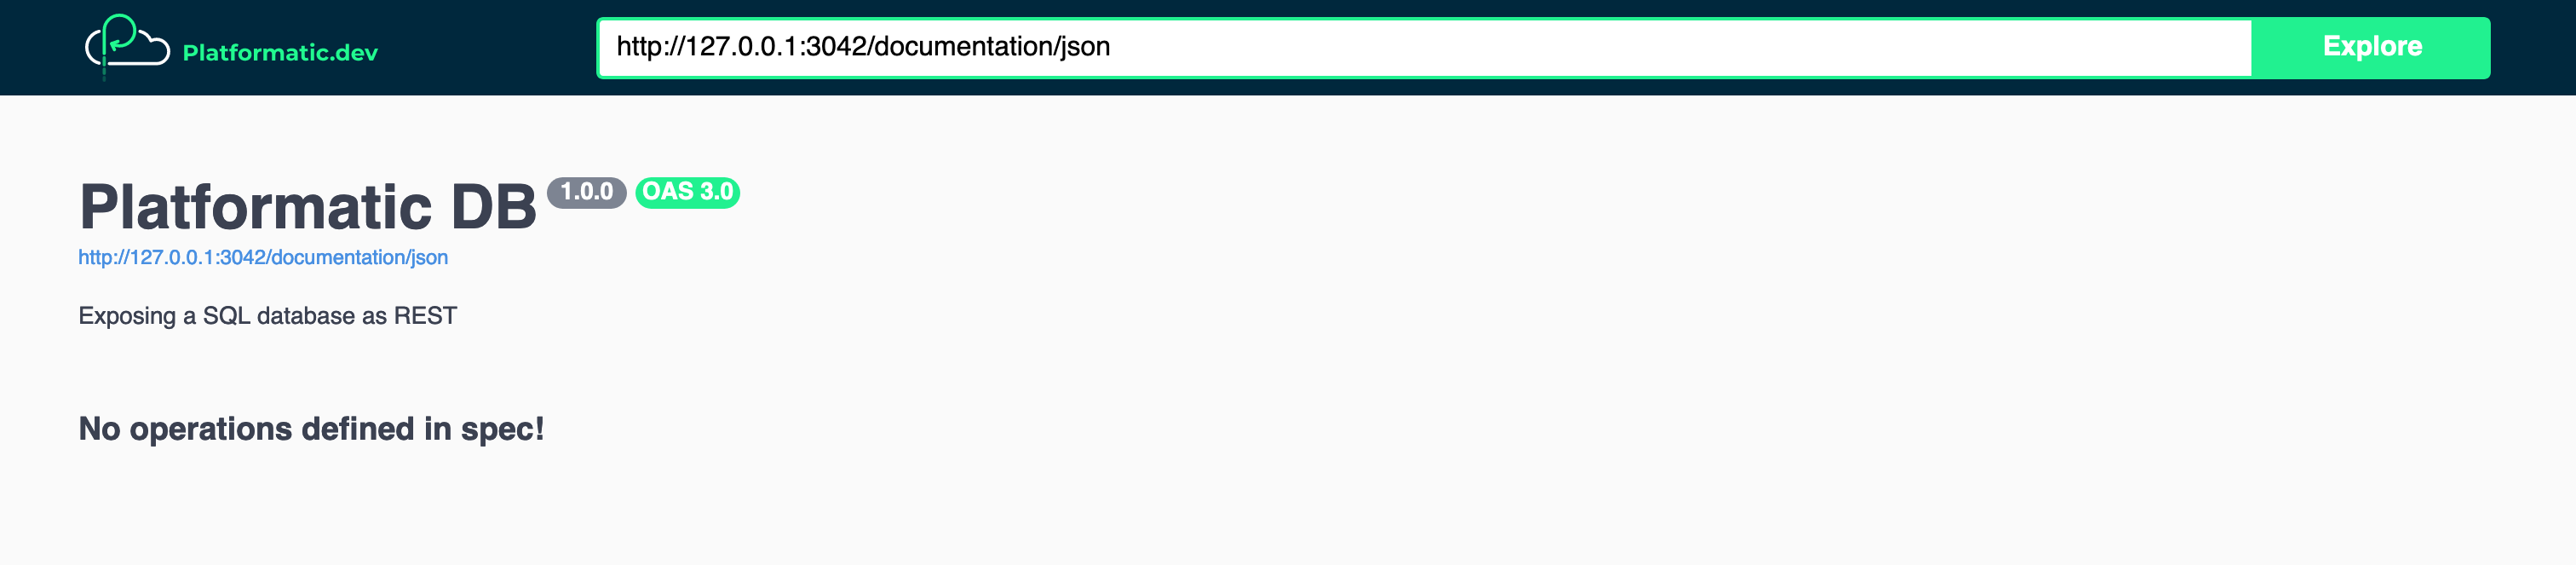 Platformatic.dev
http://127.0.0.1:3042/documentation/json
Explore
Platformatic DB 1.0.0 OAS 3.0
http://127.0.0.1:3042/documentation/json
Exposing a SQL database as REST
No operations defined in spec!